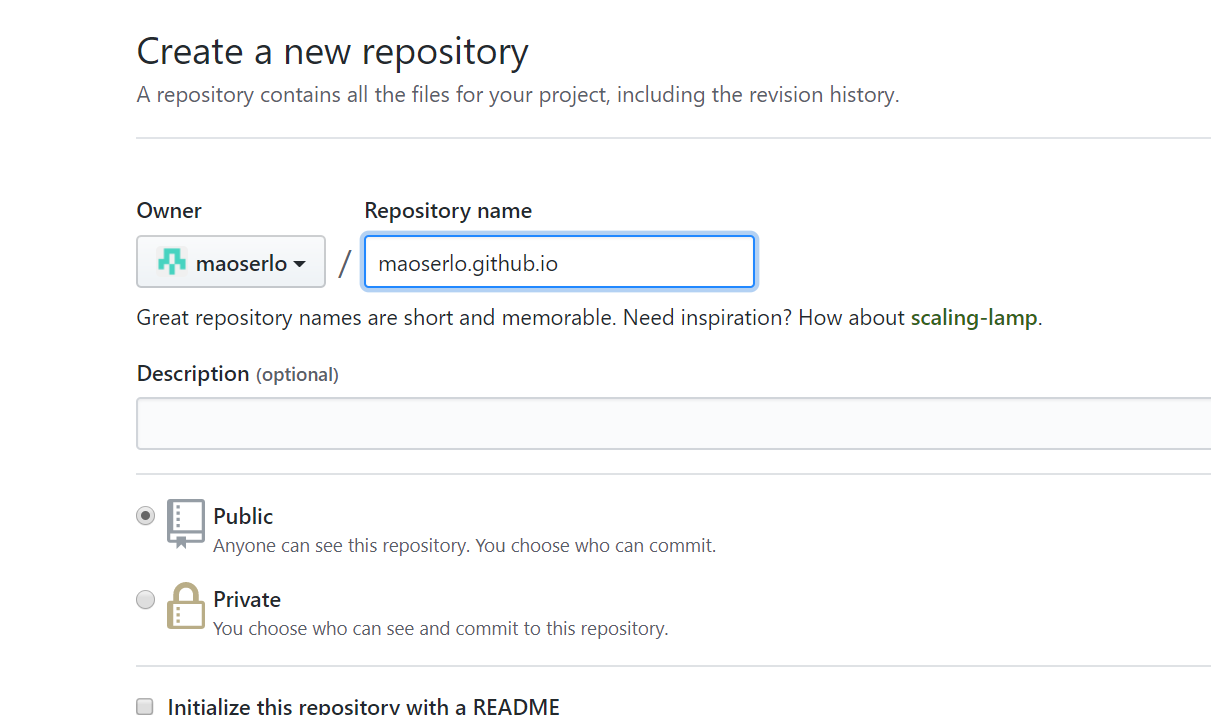 Create a new repository
A repository contains all the files for your project, including the revision history.
Owner
Repository name
maoserlo
/
maoserlo.github.io
Great repository names are short and memorable. Need inspiration? How about scaling-lamp.
Description (optional)
Public
Anyone can see this repository. You choose who can commit.
Private
You choose who can see and commit to this repository.
Initialize this repository with a README